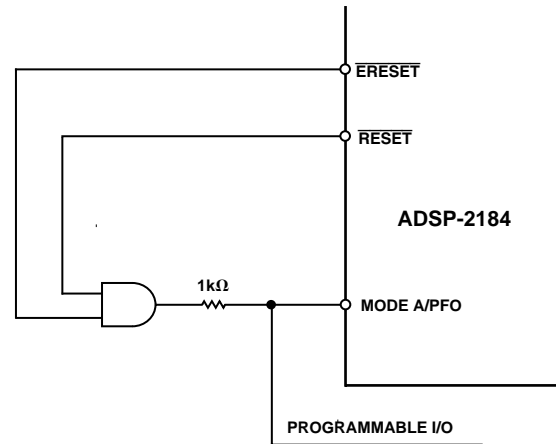 ERESET
RESET
ADSP-2184
1kΩ
MODE A/PFO
PROGRAMMABLE I/O